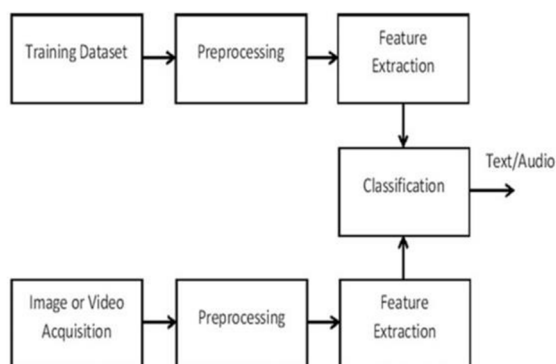 Training Dataset
Preprocessing
Feature
Extraction
Classification
Text/Audio
Image or Video
Acquisition
Preprocessing
Feature
Extraction